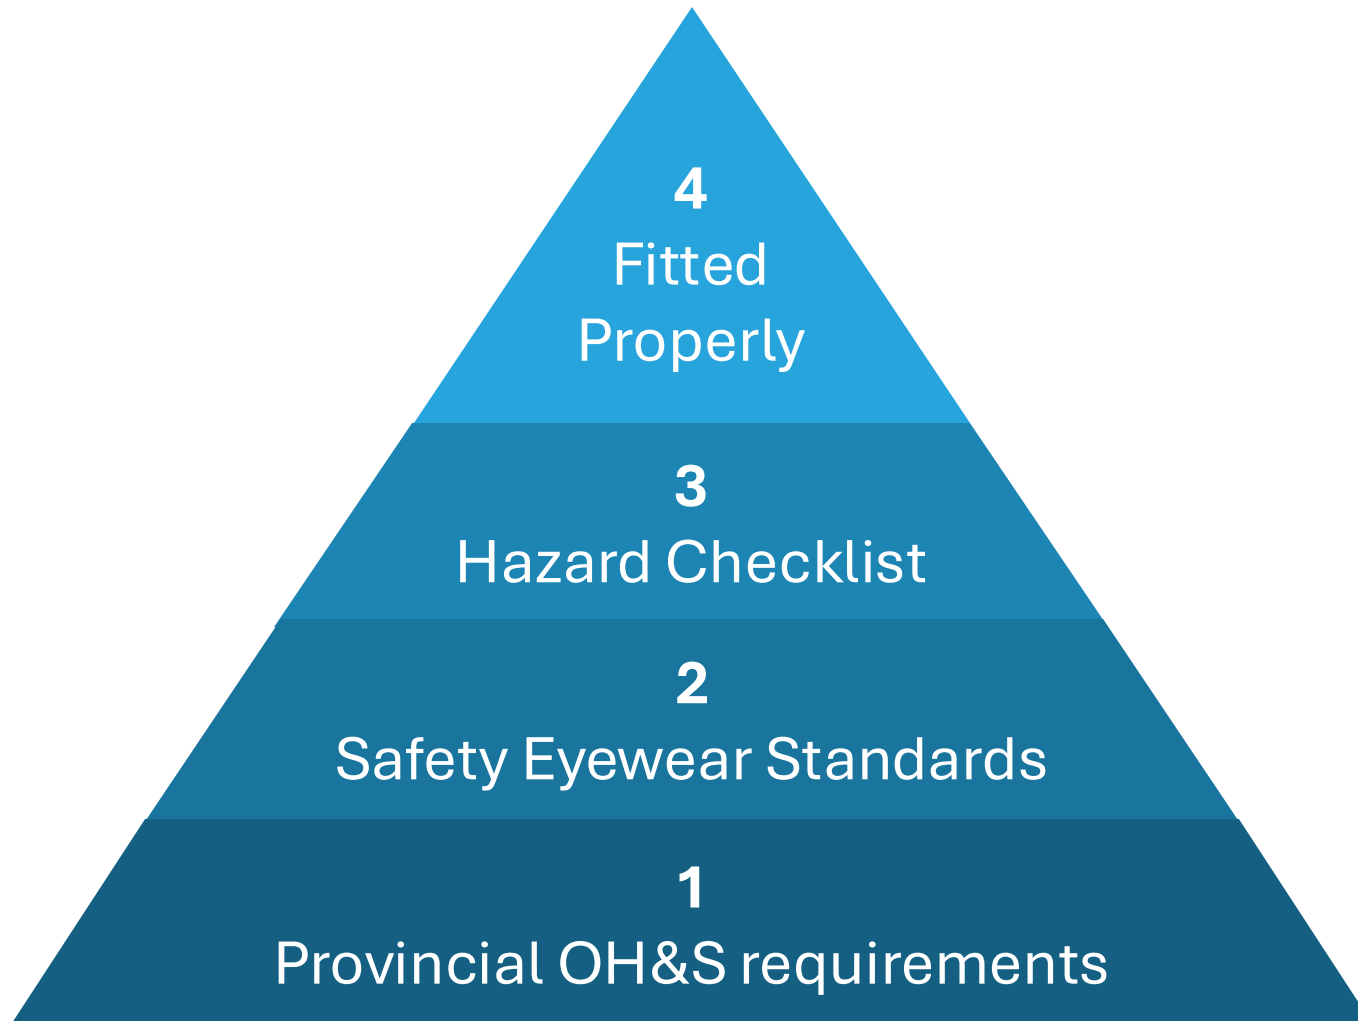 4
Fitted
Properly
3
Hazard Checklist
2
Safety Eyewear Standards
1
Provincial OH&S requirements